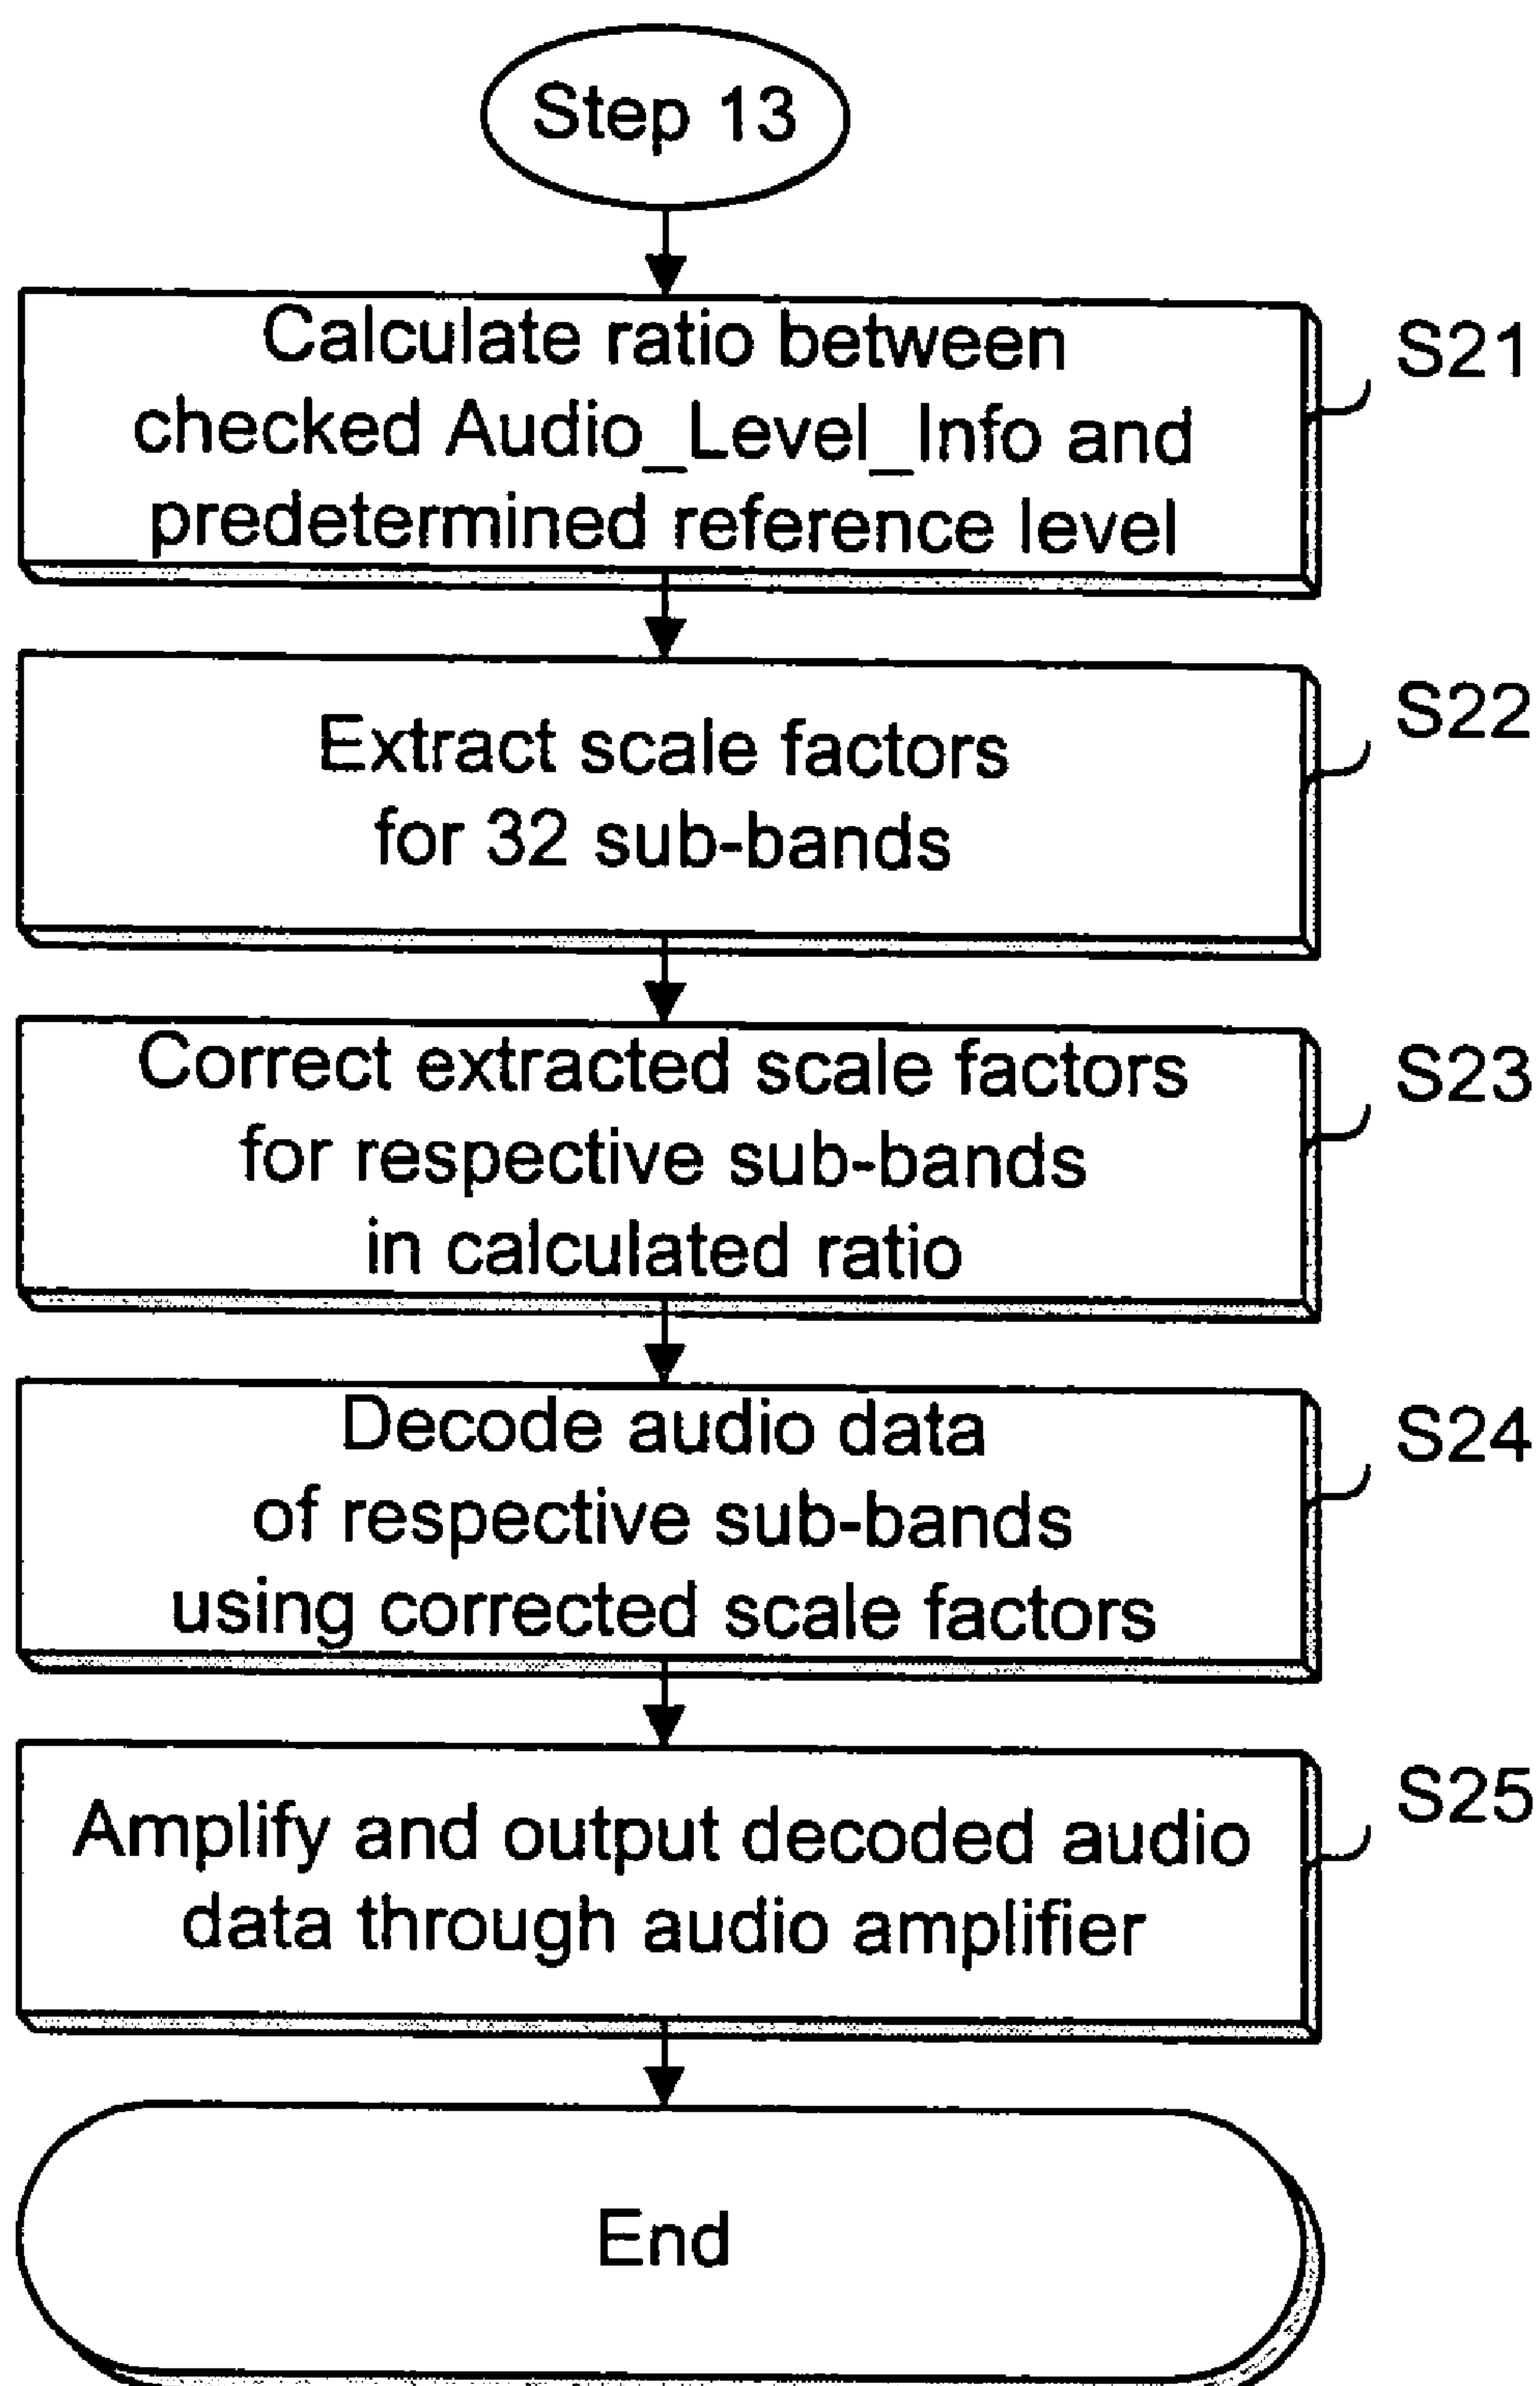 Step 13
Calculate ratio between
checked Audio_Level_Info and
predetermined reference level
S21
Extract scale factors
for 32 sub-bands
S22
Correct extracted scale factors
for respective sub-bands
in calculated ratio
S23
Decode audio data
of respective sub-bands
using corrected scale factors
S24
Amplify and output decoded audio
data through audio amplifier
S25
End